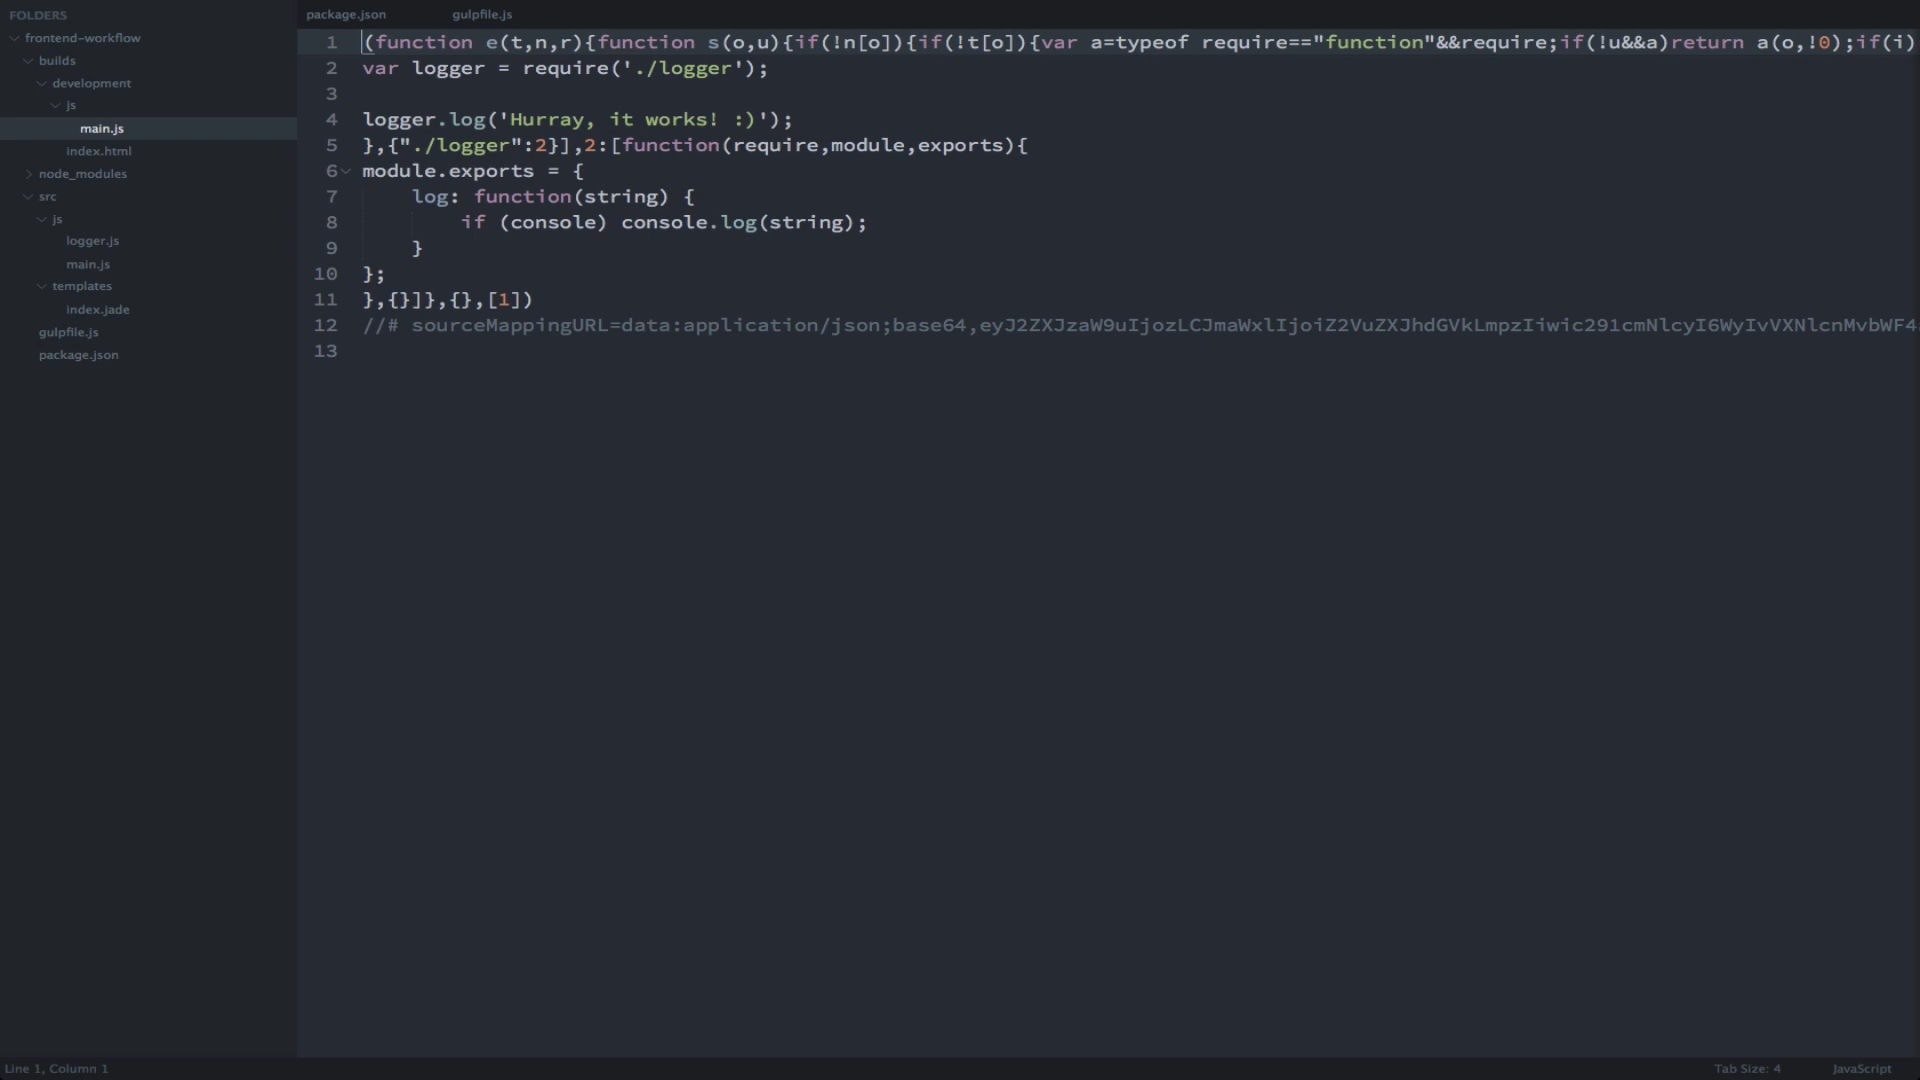 FOLDERS
frontend-workflow
builds
development
js
main.js
index.html
node_modules
src
js
logger.js
main.js
templates
index.jade
gulpfile.js
package.json
package.json gulpfile.js
1 (function e(t,n,r){function s(o,u){if(!n[o]){if(!t[o]){var a=typeof require=="function"&&require;if(!u&&a)return a(o,!0);if(i)
2 var logger = require('./logger');
3
4 logger.log('Hurray, it works! :)');
5 },{"./logger":2}],2:[function(require,module,exports){
6 module.exports = {
7 log: function(string) {
8 if (console) console.log(string);
9 }
10 };
11 },{}]},{},[1])
12 //# sourceMappingURL=data:application/json;base64,eyJ2ZXJzaW9uIjozLCJmaWxlIjoiZ2VuZXJhdGVkLmpzIiwic291cmNlcyI6WyIvVXNlcnMvbWF4
13
Line 1, Column 1
Tab Size: 4 JavaScript